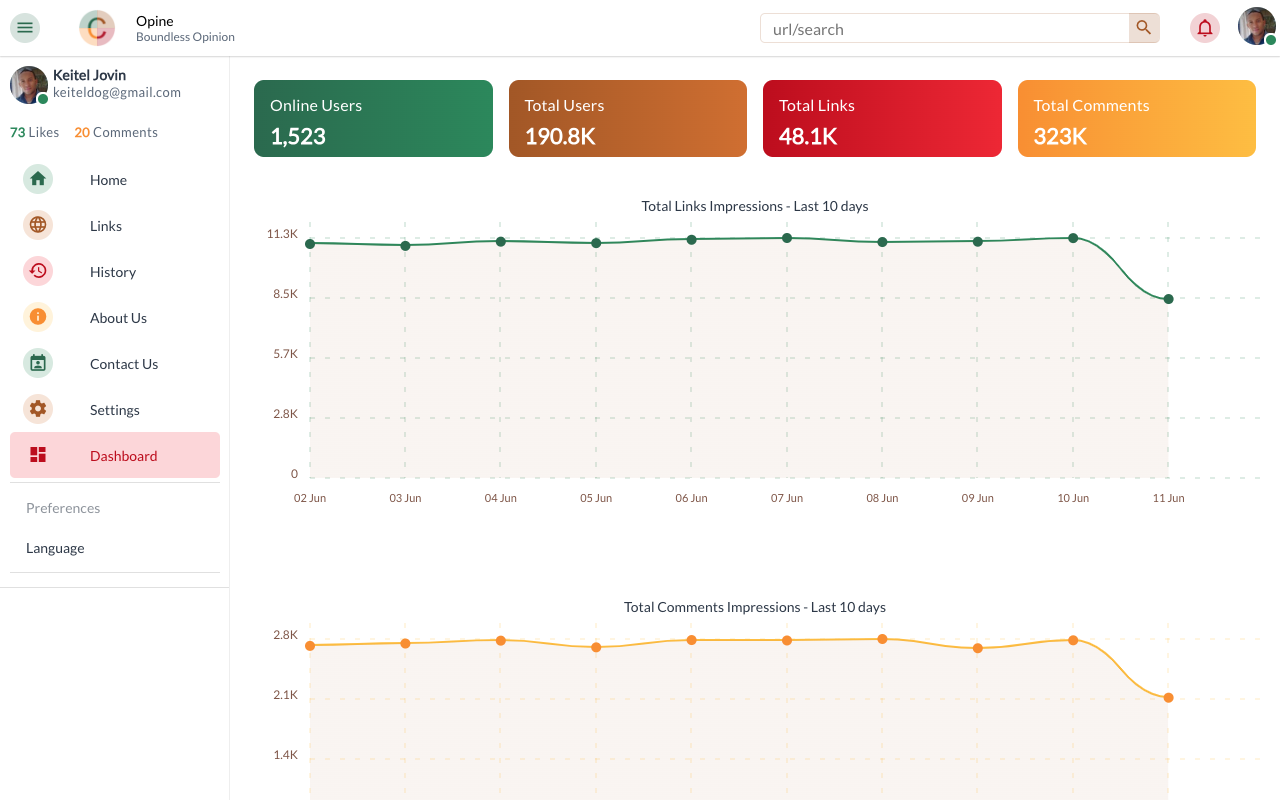 Opine
Boundless Opinion
url/search
Keitel Jovin
keiteldog@gmail.com
73 Likes 20 Comments
Home
Links
History
About Us
Contact Us
Settings
Dashboard
Preferences
Language
Online Users
1,523
Total Users
190.8K
Total Links
48.1K
Total Comments
323K
Total Links Impressions - Last 10 days
11.3K
8.5K
5.7K
2.8K
0
02 Jun 03 Jun 04 Jun 05 Jun 06 Jun 07 Jun 08 Jun 09 Jun 10 Jun 11 Jun
Total Comments Impressions - Last 10 days
2.8K
2.1K
1.4K